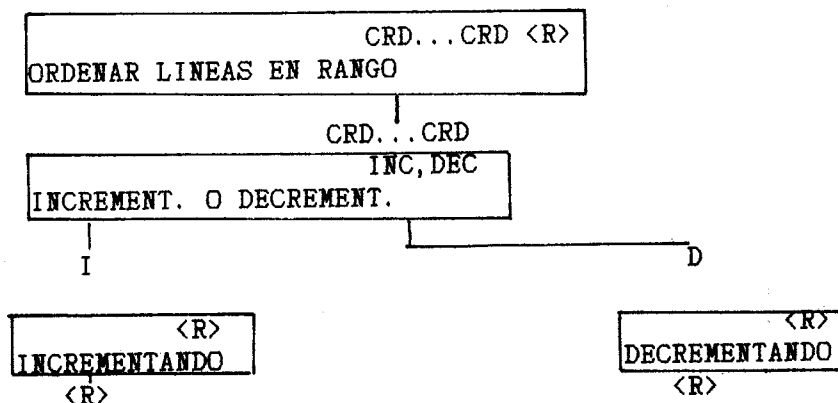 CRD...CRD <R>
ORDENAR LINEAS EN RANGO
CRD...CRD
INC,DEC
INCREMENT. O DECREMENT.
I
D
<R>
INCREMENTANDO
<R>
<R>
DECREMENTANDO
<R>